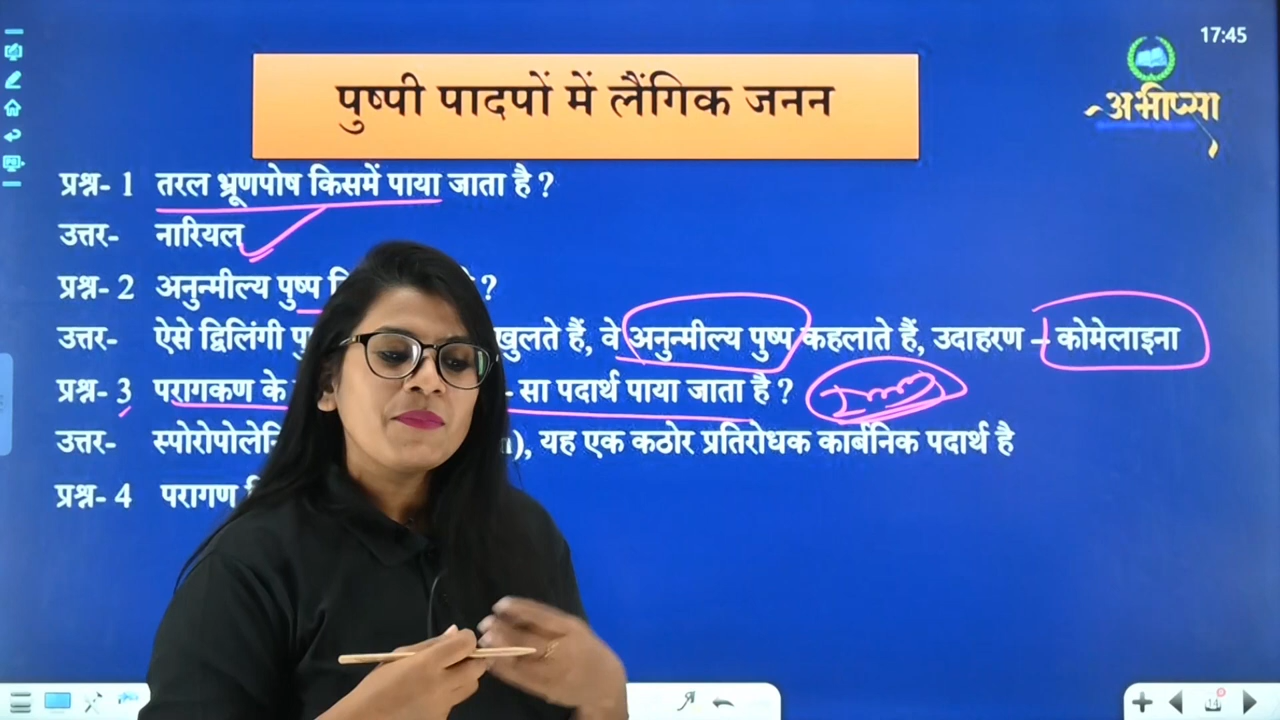 17:45
अभीप्सा
पुष्पी पादपों में लैंगिक जनन
प्रश्न- 1 तरल भ्रूणपोष किसमें पाया जाता है ?
उत्तर- नारियल
प्रश्न- 2 अनुन्मील्य पुष्प ?
उत्तर- ऐसे द्विलिंगी खुलते हैं, वे अनुन्मील्य पुष्प कहलाते हैं, उदाहरण – कोमेलाइना
प्रश्न- 3 परागकण के - सा पदार्थ पाया जाता है ?
उत्तर- यह एक कठोर प्रतिरोधक कार्बनिक पदार्थ है
प्रश्न- 4 परागण